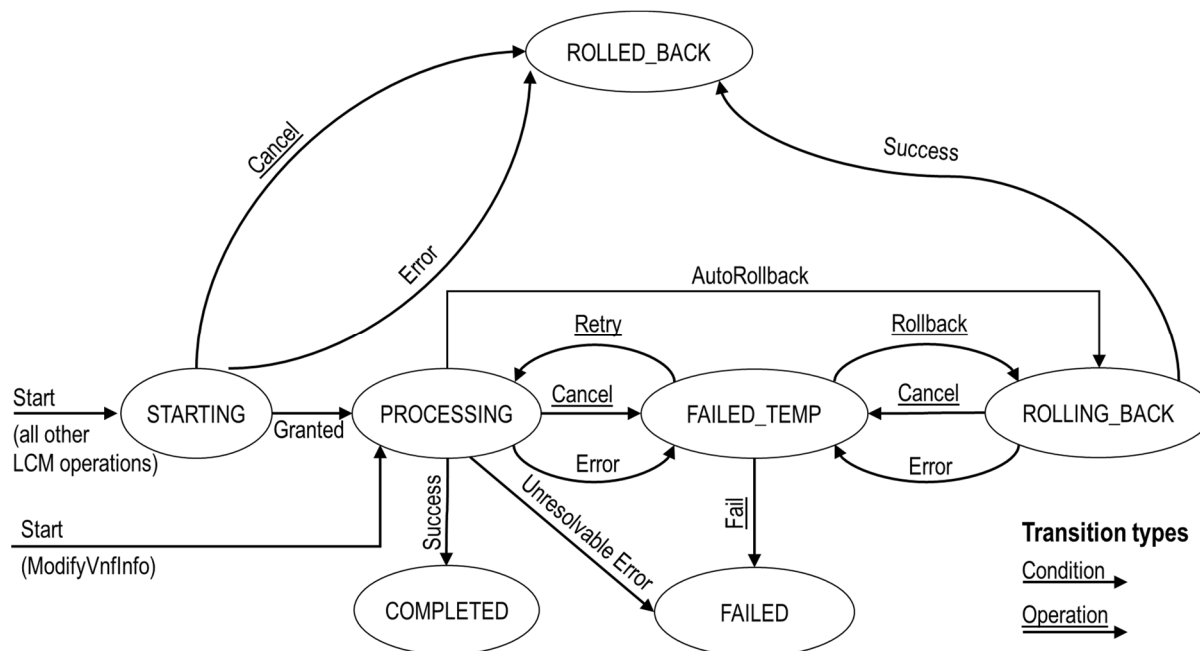 ROLLED_BACK
Cancel
Success
Error
AutoRollback
Retry
Rollback
Start
(all other
LCM operations)
STARTING
Granted
PROCESSING
Cancel
FAILED_TEMP
Cancel
ROLLING_BACK
Error
Error
Success
Unresolvable Error
Fail
Start
(ModifyVnfInfo)
COMPLETED
FAILED
Transition types
Condition
Operation